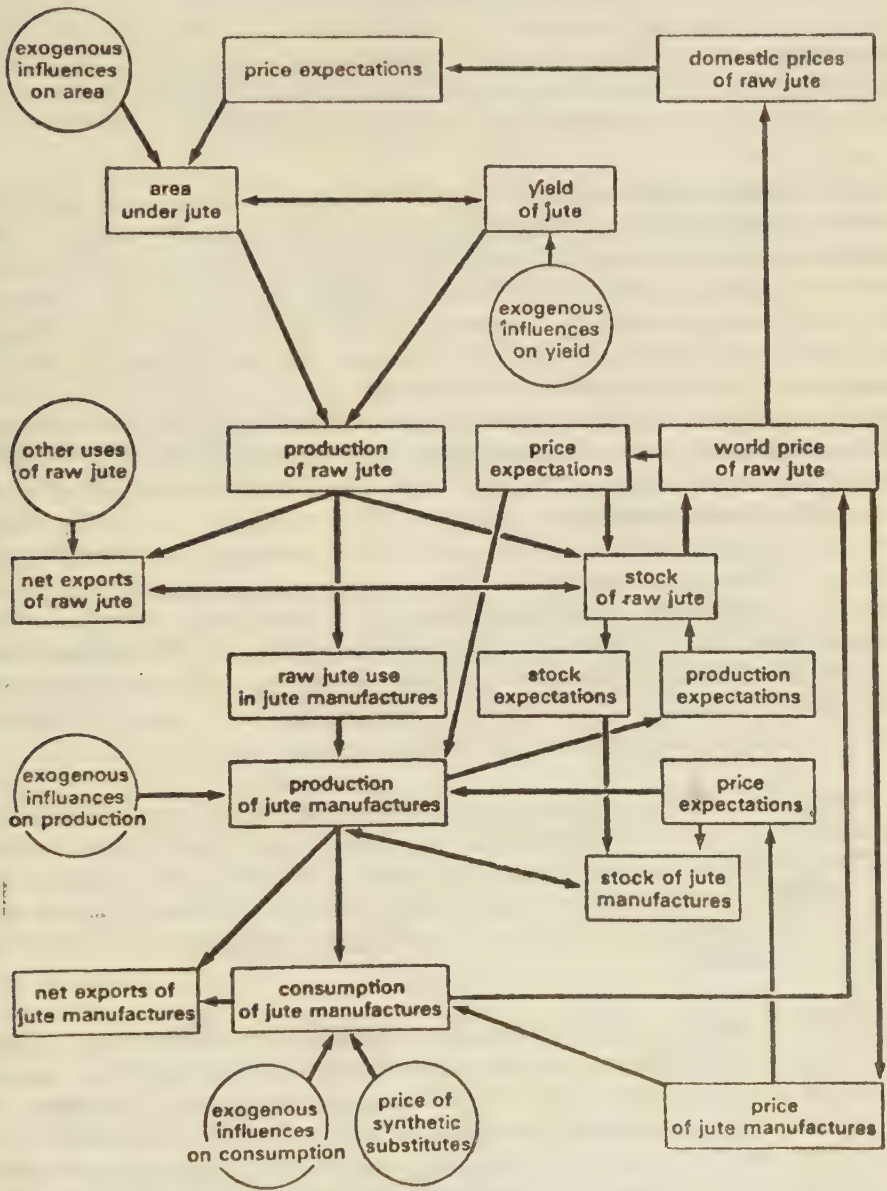 exogenous
influences
on area
price expectations
domestic prices
of raw jute
area
under jute
yield
of jute
exogenous
influences
on yield
other uses
of raw jute
production
of raw jute
price
expectations
world price
of raw jute
net exports
of raw jute
stock
of raw jute
raw jute use
in jute manufactures
stock
expectations
production
expectations
exogenous
influances
on production
production
of jute manufactures
price
expectations
stock of jute
manufactures
net exports of
jute manufactures
consumption
of jute manufactures
exogenous
influences
on consumption
price of
synthetic
substitutes
price
of jute manufactures